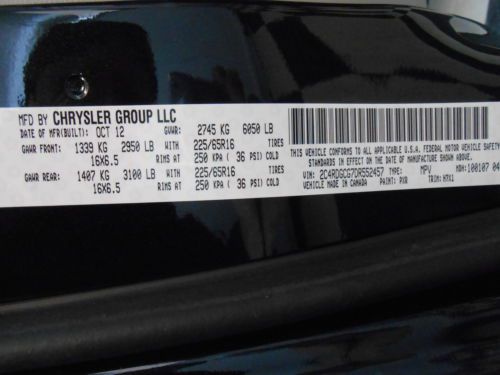 MFD BY CHRYSLER GROUP LLC
DATE OF MFR(BUILT): OCT 12 GVWR: 2745 KG 6050 LB
GAWR FRONT: 1339 KG 2950 LB WITH 225/65R16 TIRES
16X6.5 RIMS AT 250 KPA ( 36 PSI) COLD
GAWR REAR: 1407 KG 3100 LB WITH 225/65R16 TIRES
16X6.5 RIMS AT 250 KPA ( 36 PSI) COLD
THIS VEHICLE CONFORMS TO ALL APPLICABLE U.S.A. FEDERAL MOTOR VEHICLE SAFETY
STANDARDS IN EFFECT ON THE DATE OF MANUFACTURE SHOWN ABOVE.
VIN: 2C4RDGCG7DR552457 TYPE: MPV MDH: 100107 04
VEHICLE MADE IN CANADA PAINT: PXR TRIM: